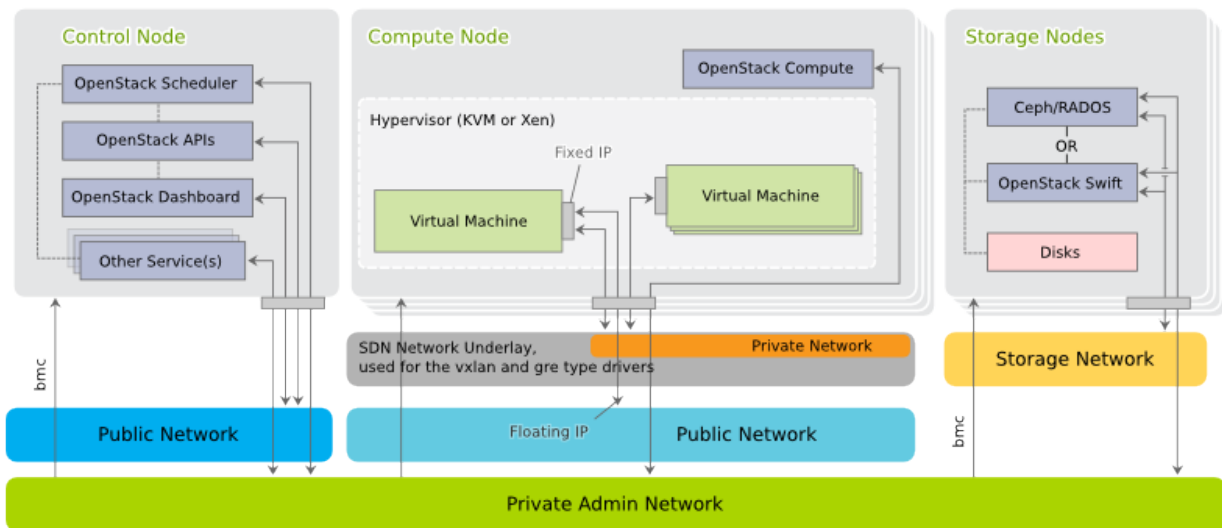 Control Node
OpenStack Scheduler
OpenStack APIs
OpenStack Dashboard
Other Service(s)
bmc
Public Network
Compute Node
OpenStack Compute
Hypervisor (KVM or Xen)
Fixed IP
Virtual Machine
Virtual Machine
SDN Network Underlay,
used for the vxlan and gre type drivers
Private Network
Floating IP
Public Network
Storage Nodes
Ceph/RADOS
OR
OpenStack Swift
Disks
Storage Network
bmc
Private Admin Network